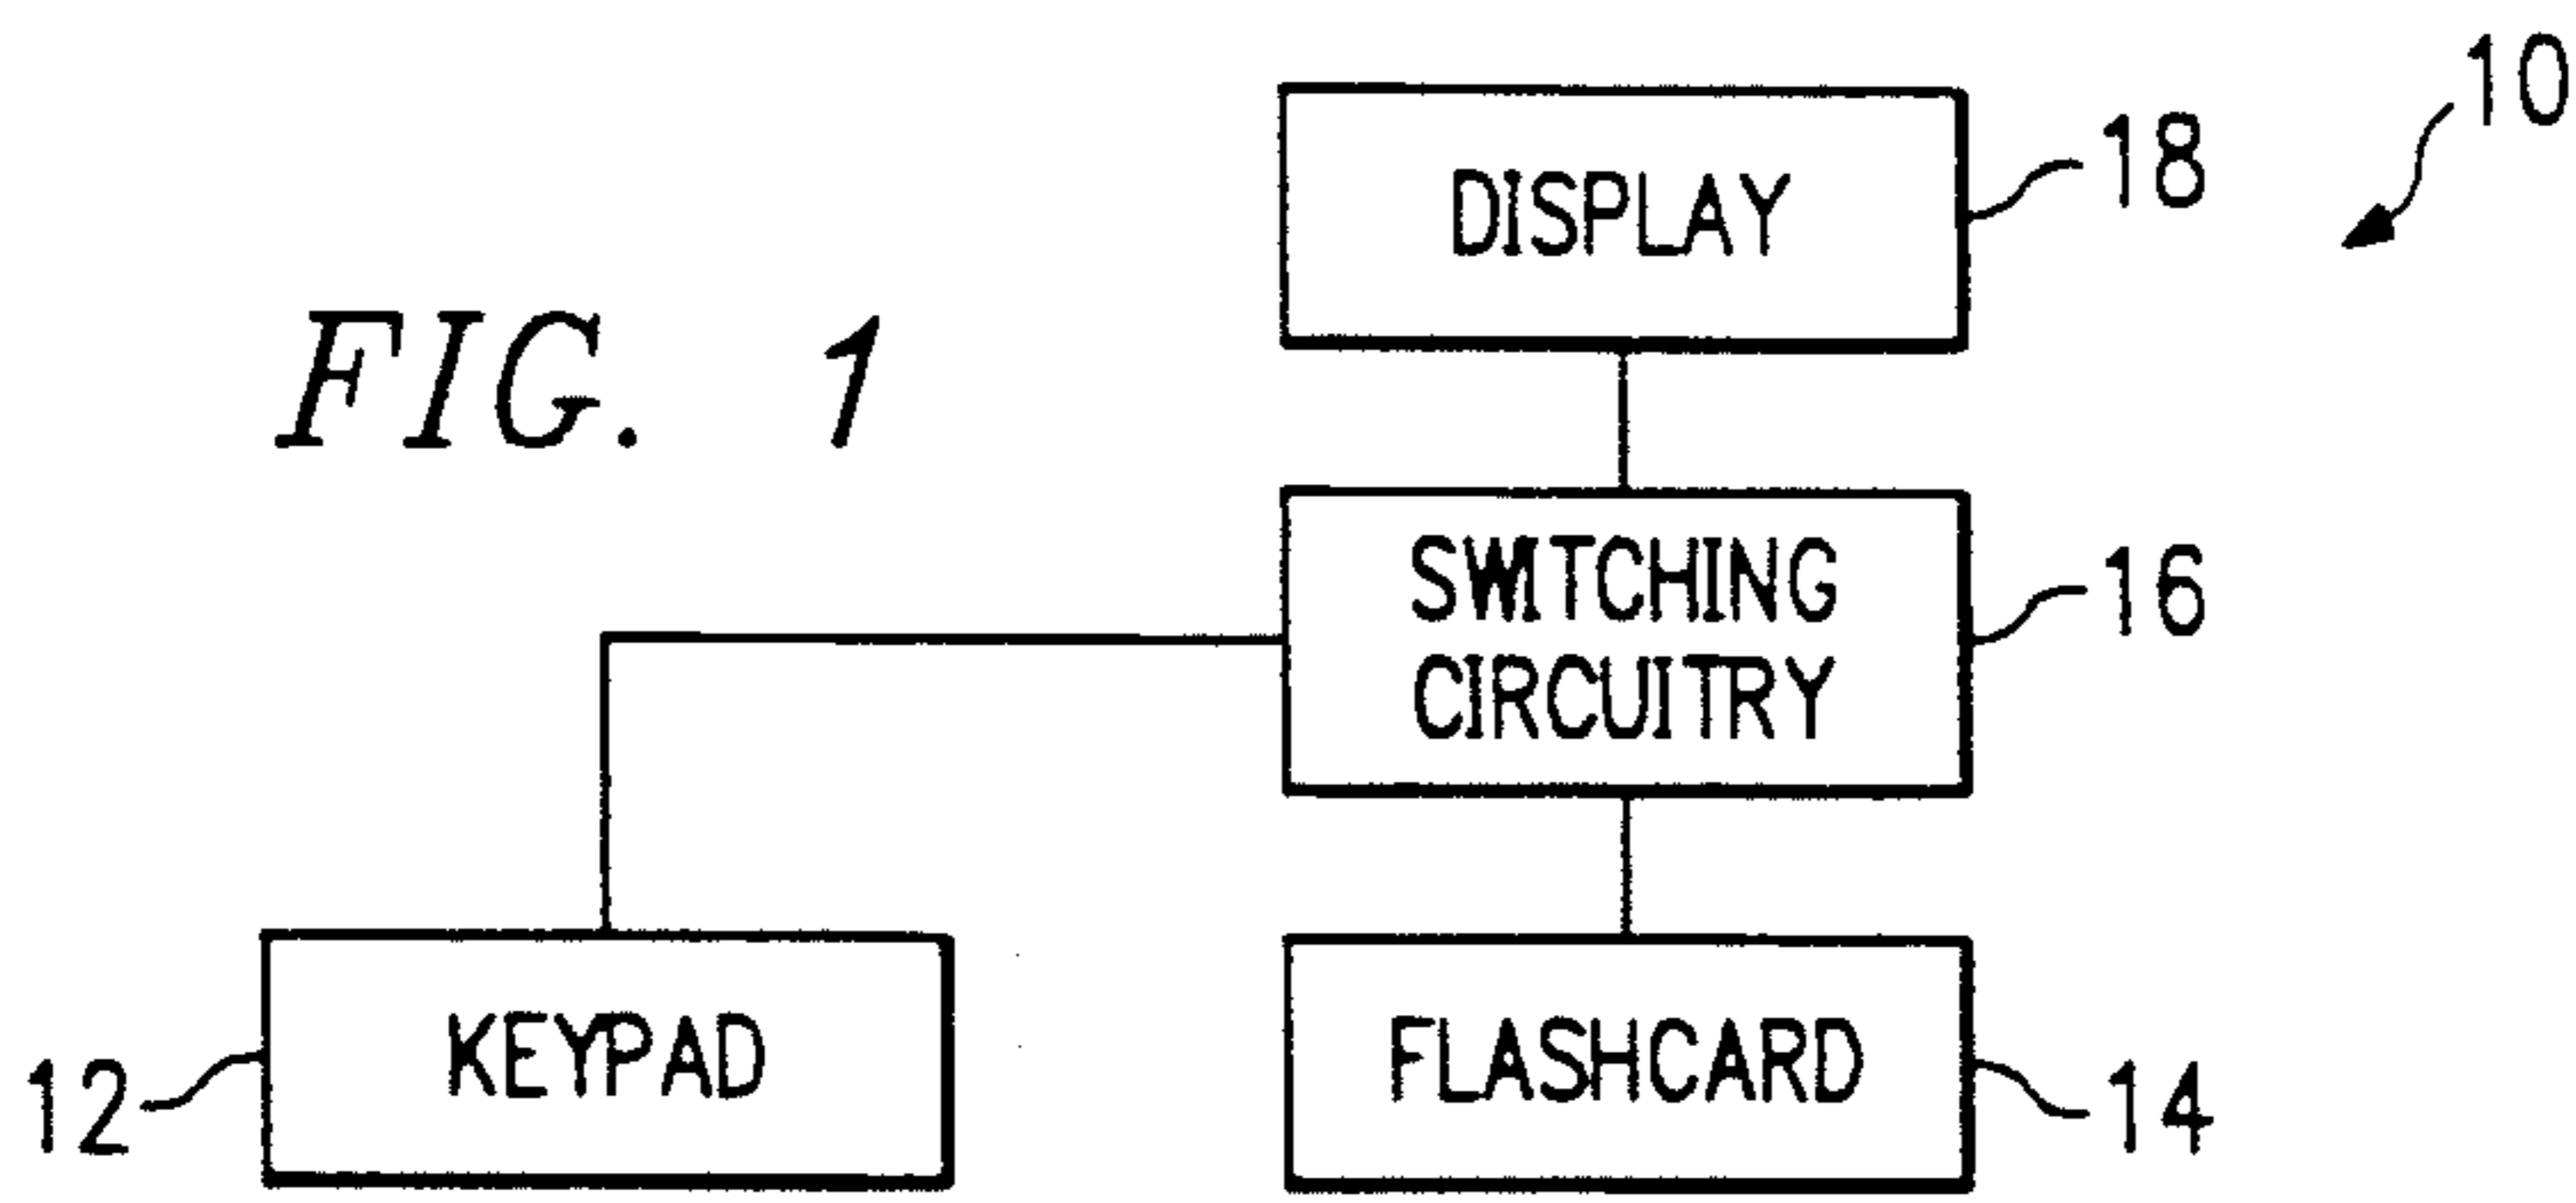 10
DISPLAY
18
FIG. 1
SWITCHING
CIRCUITRY
16
KEYPAD
12
FLASHCARD
14